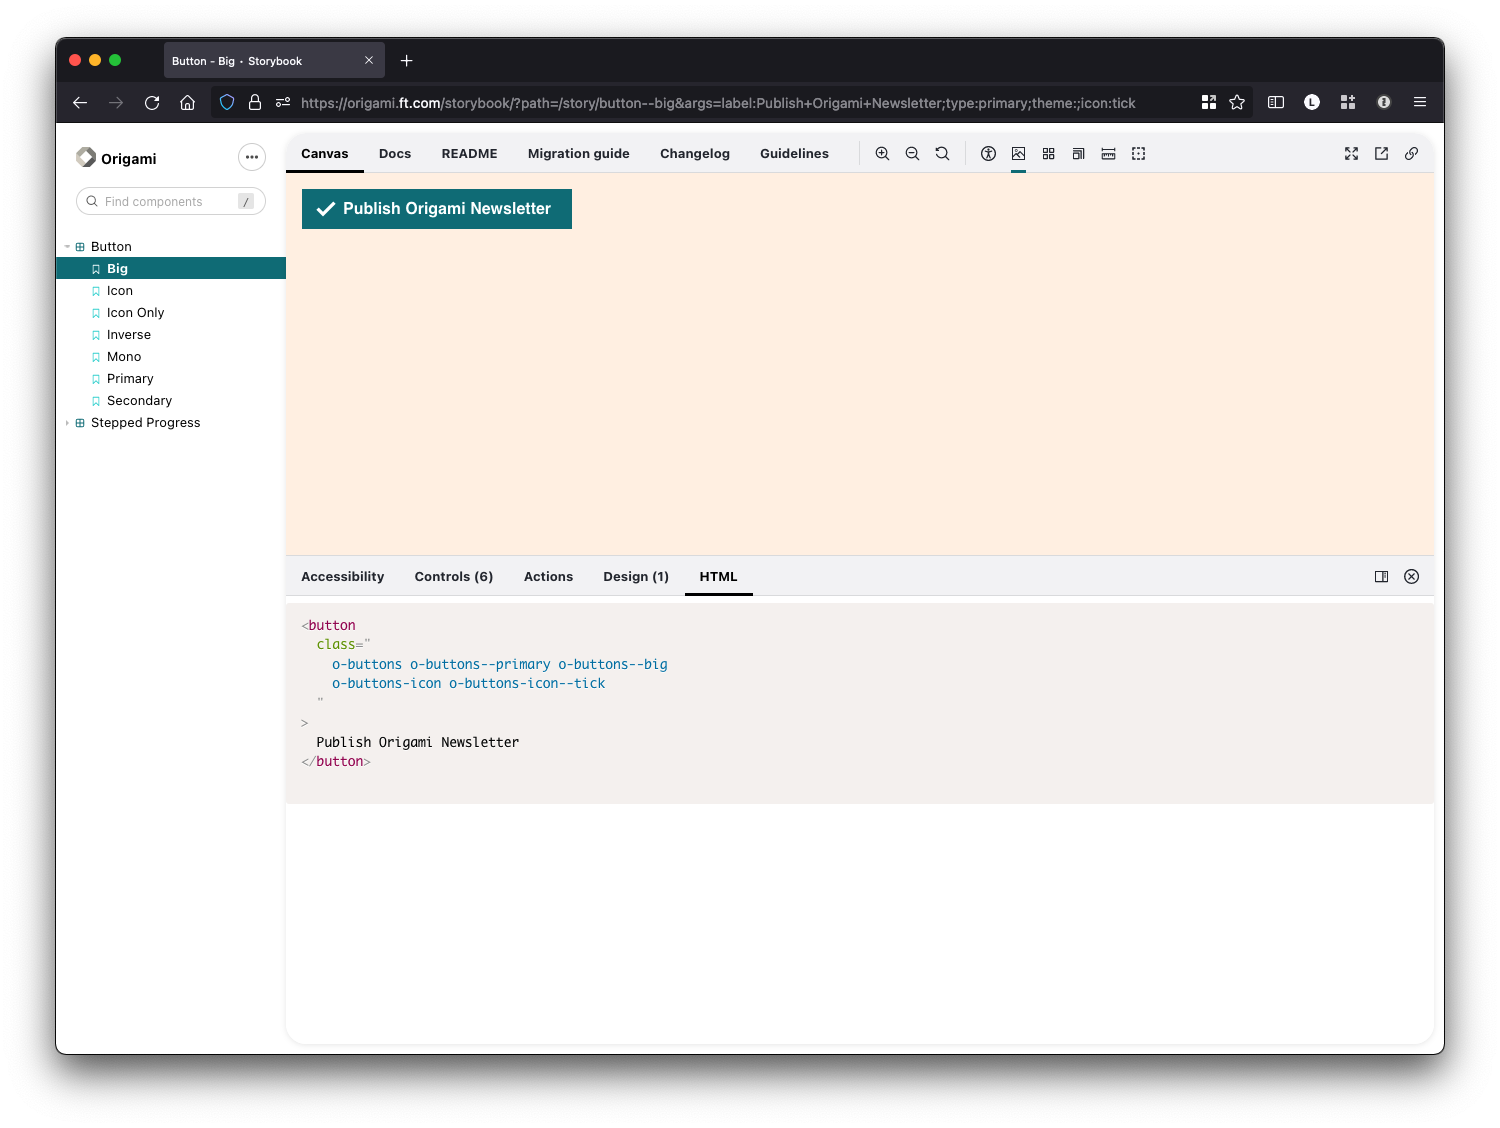 Button - Big • Storybook
https://origami.ft.com/storybook/?path=/story/button--big&args=label:Publish+Origami+Newsletter;type:primary;theme:;icon:tick
L
Origami
Find components /
Button
Big
Icon
Icon Only
Inverse
Mono
Primary
Secondary
Stepped Progress
Canvas Docs README Migration guide Changelog Guidelines
Publish Origami Newsletter
Accessibility Controls (6) Actions Design (1) HTML
<button
class="
o-buttons o-buttons--primary o-buttons--big
o-buttons-icon o-buttons-icon--tick
"
>
Publish Origami Newsletter
</button>